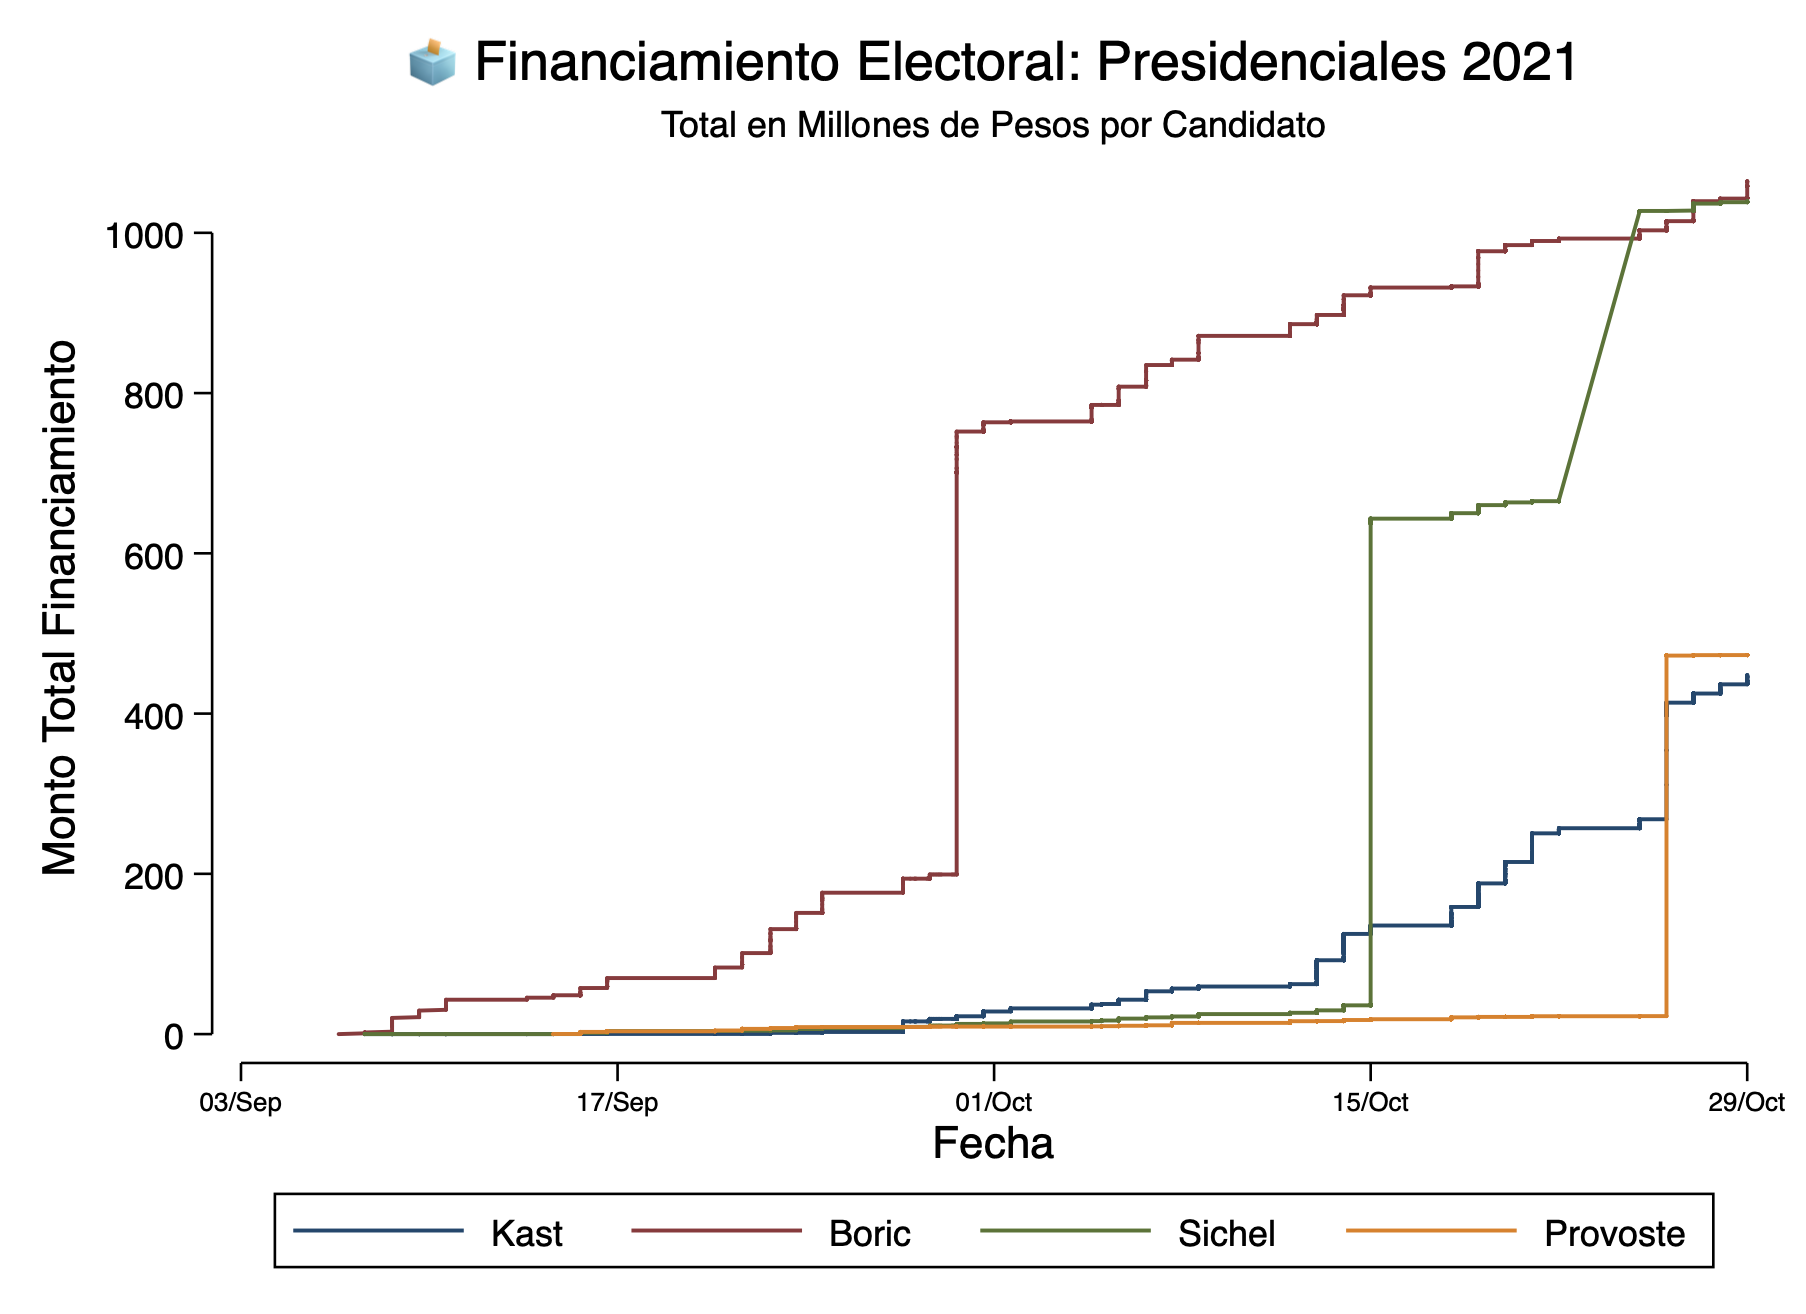 Financiamiento Electoral: Presidenciales 2021
Total en Millones de Pesos por Candidato
Monto Total Financiamiento
1000
800
600
400
200
0
03/Sep 17/Sep 01/Oct 15/Oct 29/Oct
Fecha
Kast Boric Sichel Provoste